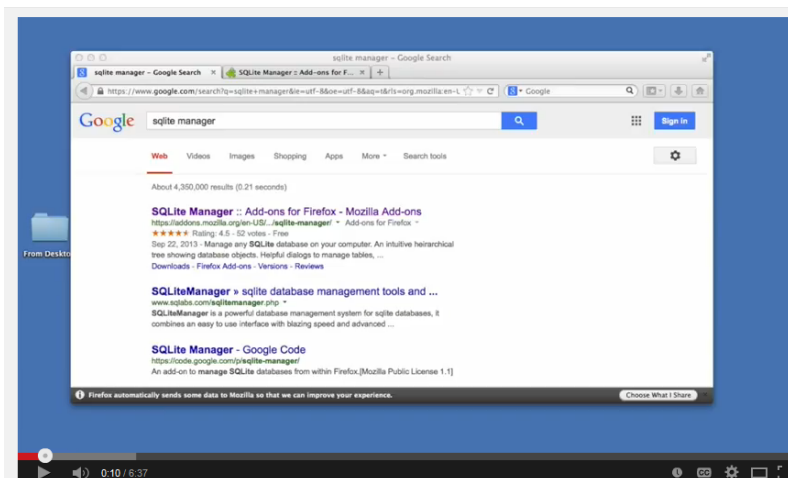 sqlite manager - Google Search
sqlite manager - Google Search
SQLite Manager :: Add-ons for F...
https://www.google.com/search?q=sqlite+manager&ie=utf-8&oe=utf-8&aq=t&rls=org.mozilla:en-U
Google
Google
sqlite manager
Sign in
Web Videos Images Shopping Apps More Search tools
About 4,350,000 results (0.21 seconds)
SQLite Manager :: Add-ons for Firefox - Mozilla Add-ons
https://addons.mozilla.org/en-US/.../sqlite-manager/ Add-ons for Firefox
Rating: 4.5 - 52 votes - Free
Sep 22, 2013 - Manage any SQLite database on your computer. An intuitive heirarchical
tree showing database objects. Helpful dialogs to manage tables, ...
Downloads - Firefox Add-ons - Versions - Reviews
From Deskto
SQLiteManager » sqlite database management tools and ...
www.sqlabs.com/sqlitemanager.php
SQLiteManager is a powerful database management system for sqlite databases, it
combines an easy to use interface with blazing speed and advanced ...
SQLite Manager - Google Code
https://code.google.com/p/sqlite-manager/
An add-on to manage SQLite databases from within Firefox.[Mozilla Public License 1.1]
Firefox automatically sends some data to Mozilla so that we can improve your experience.
Choose What I Share
0:10 / 6:37
CC